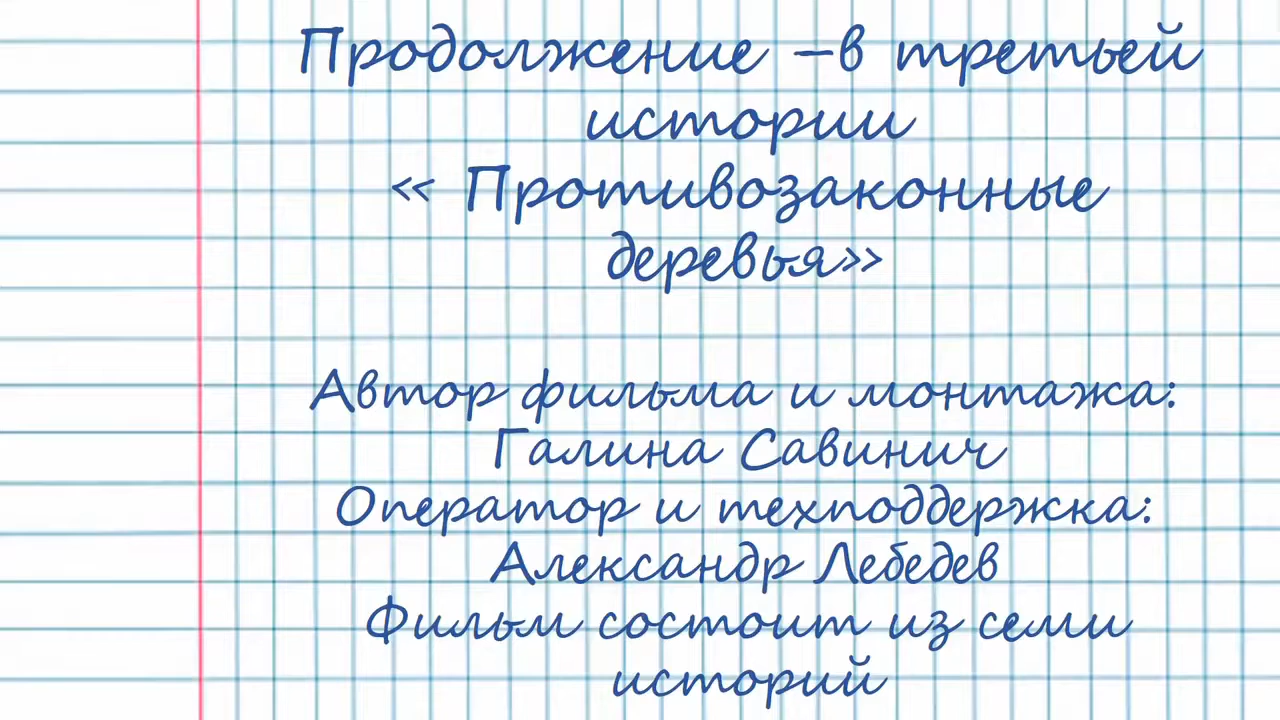 Продолжение –в третьей
истории
« Противозаконные
деревья»
Автор фильма и монтажа:
Галина Савинич
Оператор и техподдержка:
Александр Лебедев
Фильм состоит из семи
историй